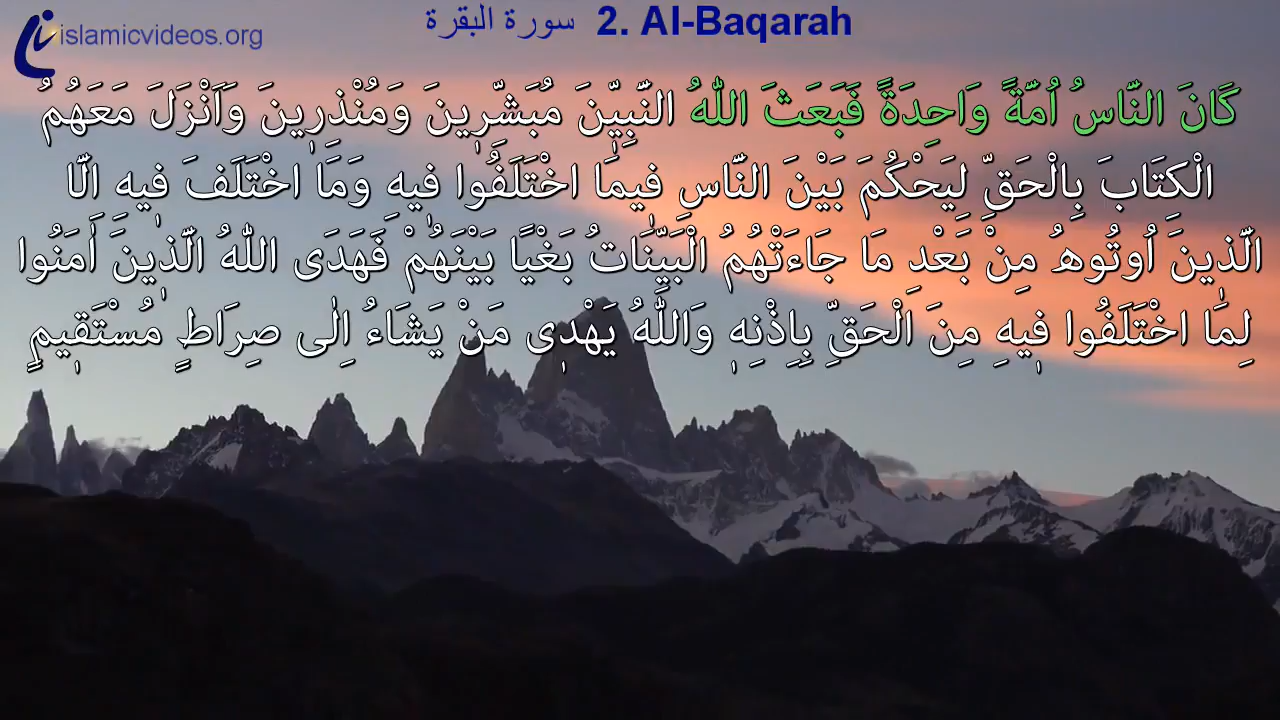 islamicvideos.org
سورة البقرة 2. Al-Baqarah
كَانَ النَّاسُ اُمَّةً وَاحِدَةً فَبَعَثَ اللّٰهُ النَّبِيّٖنَ مُبَشِّرٖينَ وَمُنْذِرٖينَ وَاَنْزَلَ مَعَهُمُ
الْكِتَابَ بِالْحَقِّ لِيَحْكُمَ بَيْنَ النَّاسِ فٖيمَا اخْتَلَفُوا فٖيهِ وَمَا اخْتَلَفَ فٖيهِ اِلَّا
الَّذٖينَ اُوتُوهُ مِنْ بَعْدِ مَا جَاءَتْهُمُ الْبَيِّنَاتُ بَغْيًا بَيْنَهُمْ فَهَدَى اللّٰهُ الَّذٖينَ اٰمَنُوا
لِمَا اخْتَلَفُوا فٖيهِ مِنَ الْحَقِّ بِاِذْنِهٖ وَاللّٰهُ يَهْدٖى مَنْ يَشَاءُ اِلٰى صِرَاطٍ مُسْتَقٖيمٍ